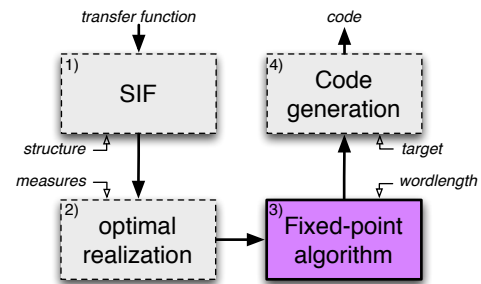 transfer function
code
1)
SIF
4)
Code
generation
structure
target
measures
wordlength
2)
optimal
realization
3)
Fixed-point
algorithm